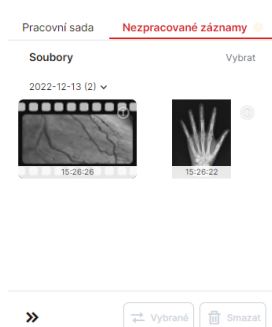 Pracovní sada Nezpracované záznamy
Soubory Vybrat
2022-12-13 (2)
15:26:26 15:26:22
Vybrané Smazat